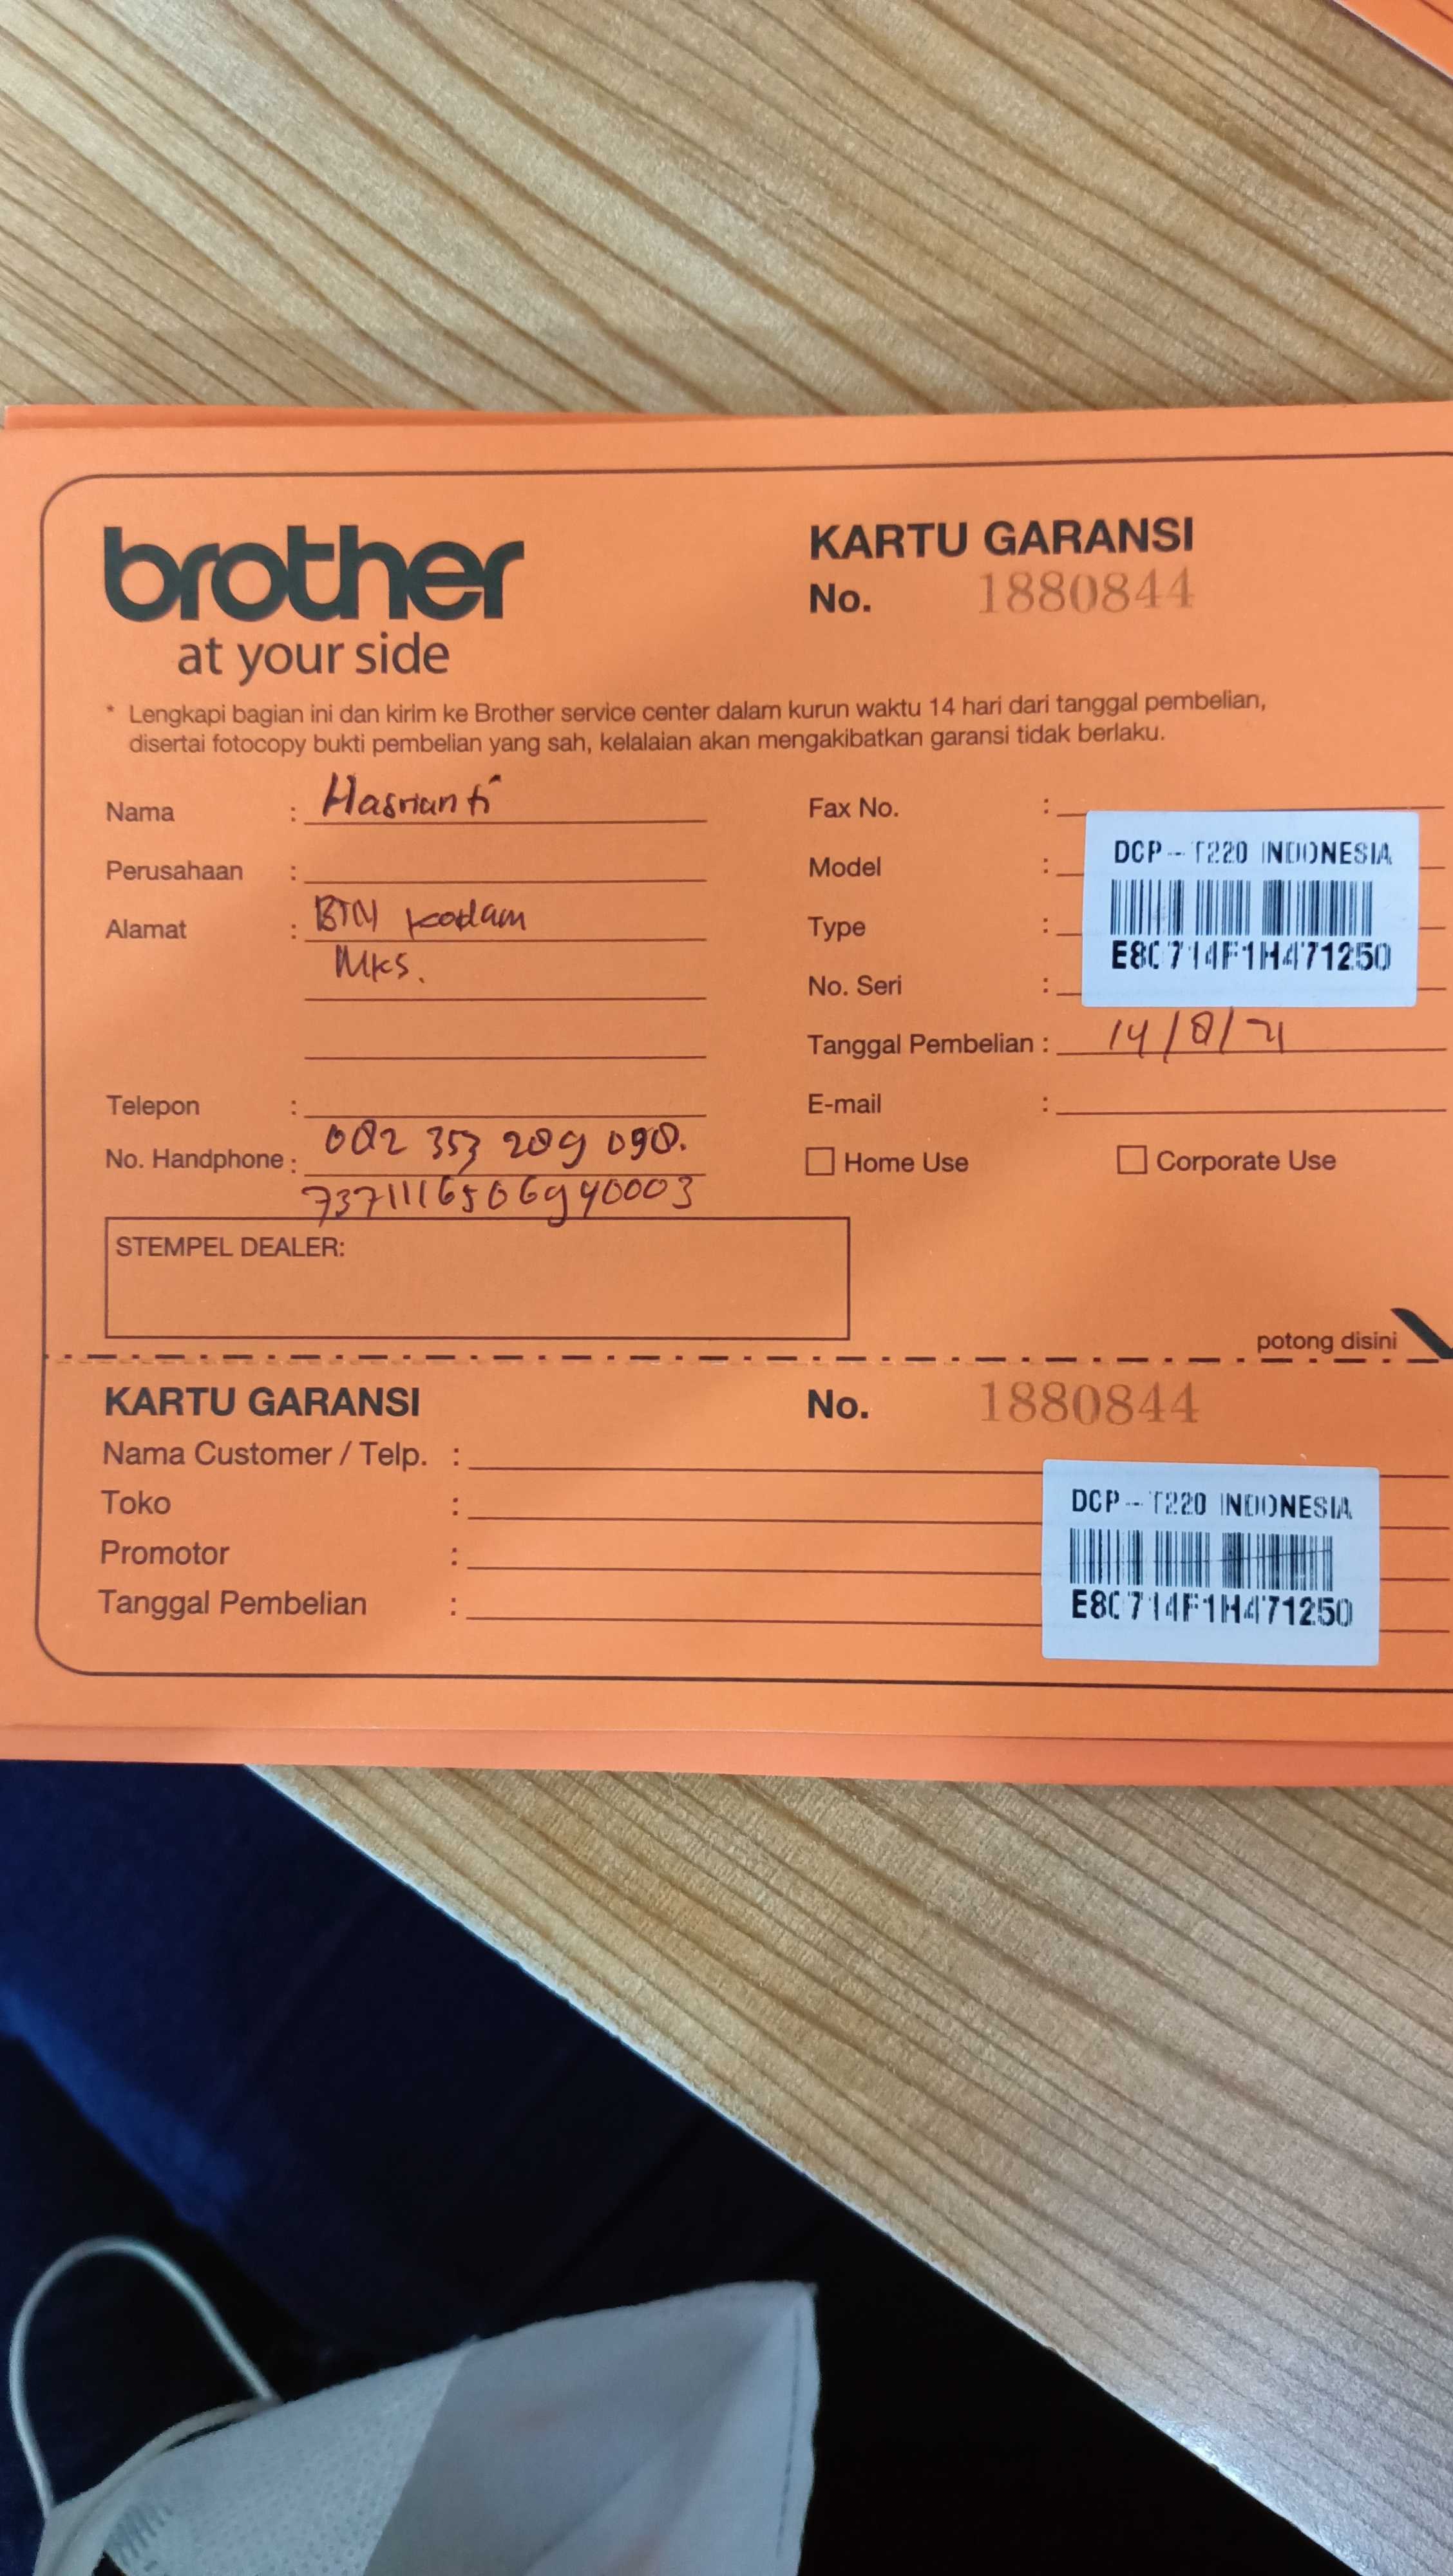 brother
at your side
KARTU GARANSI
No. 1880844
* Lengkapi bagian ini dan kirim ke Brother service center dalam kurun waktu 14 hari dari tanggal pembelian,
disertai fotocopy bukti pembelian yang sah, kelalaian akan mengakibatkan garansi tidak berlaku.
Nama : Hasrianti
Perusahaan :
Alamat : BTN Kodam
Mks.
Telepon :
No. Handphone : 082 353 289 098.
7371116506940003
Fax No. :
Model :
Type :
No. Seri :
DCP-T220 INDONESIA
E80714F1H471250
Tanggal Pembelian : 14/8/21
E-mail :
Home Use
Corporate Use
STEMPEL DEALER:
potong disini
KARTU GARANSI
No. 1880844
Nama Customer / Telp. :
Toko :
Promotor :
Tanggal Pembelian :
DCP-T220 INDONESIA
E80714F1H471250